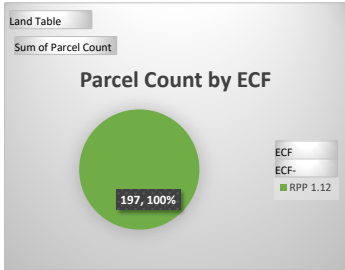 Land Table
Sum of Parcel Count
Parcel Count by ECF
197, 100%
ECF
ECF-
RPP 1.12